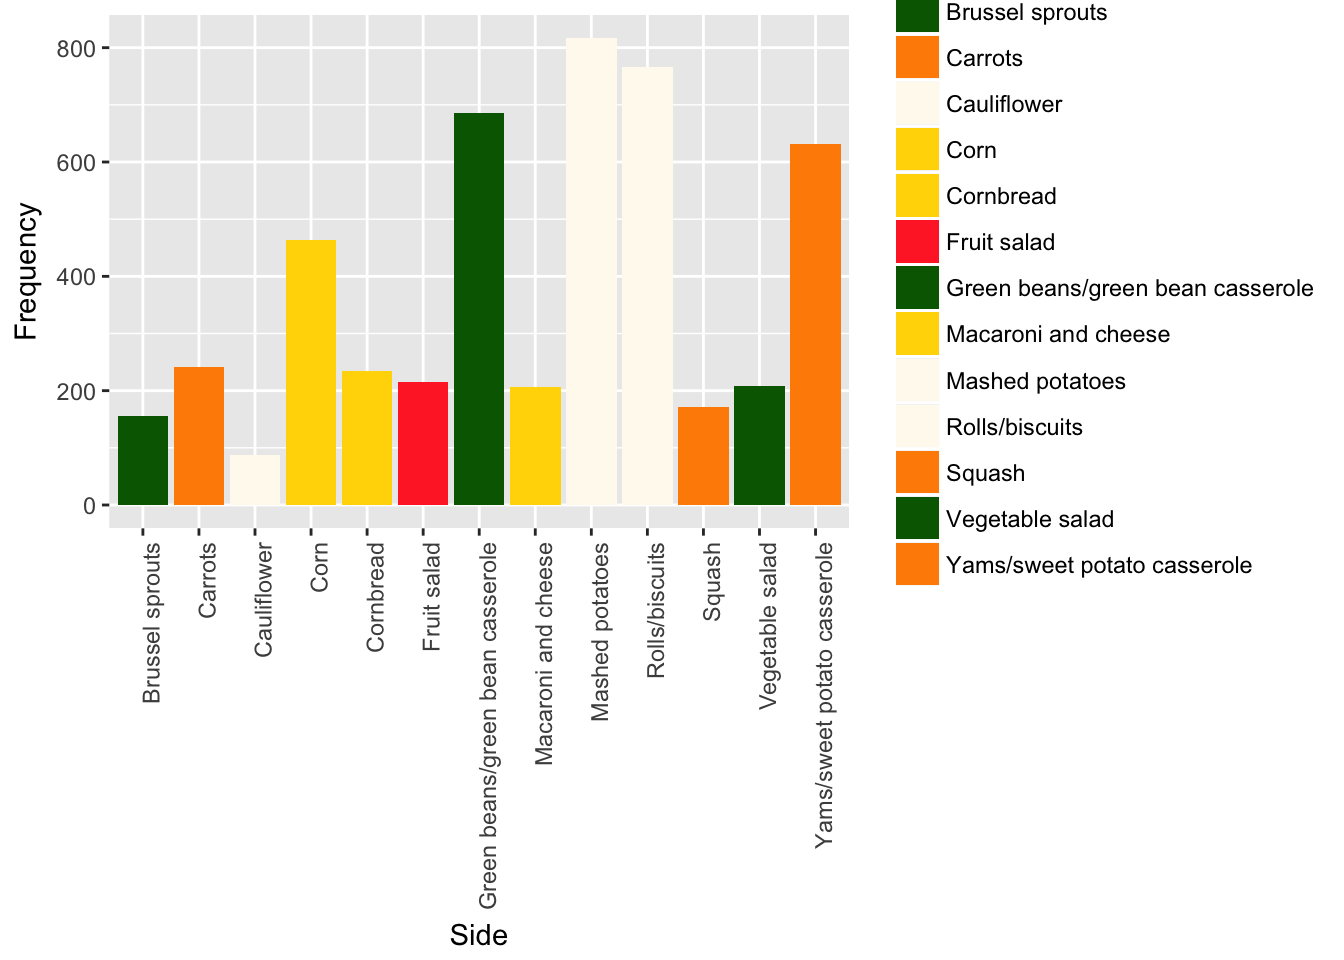 Frequency
800
600
400
200
0
Brussel sprouts
Carrots
Cauliflower
Corn
Cornbread
Fruit salad
Green beans/green bean casserole
Macaroni and cheese
Mashed potatoes
Rolls/biscuits
Squash
Vegetable salad
Yams/sweet potato casserole
Side
Brussel sprouts
Carrots
Cauliflower
Corn
Cornbread
Fruit salad
Green beans/green bean casserole
Macaroni and cheese
Mashed potatoes
Rolls/biscuits
Squash
Vegetable salad
Yams/sweet potato casserole